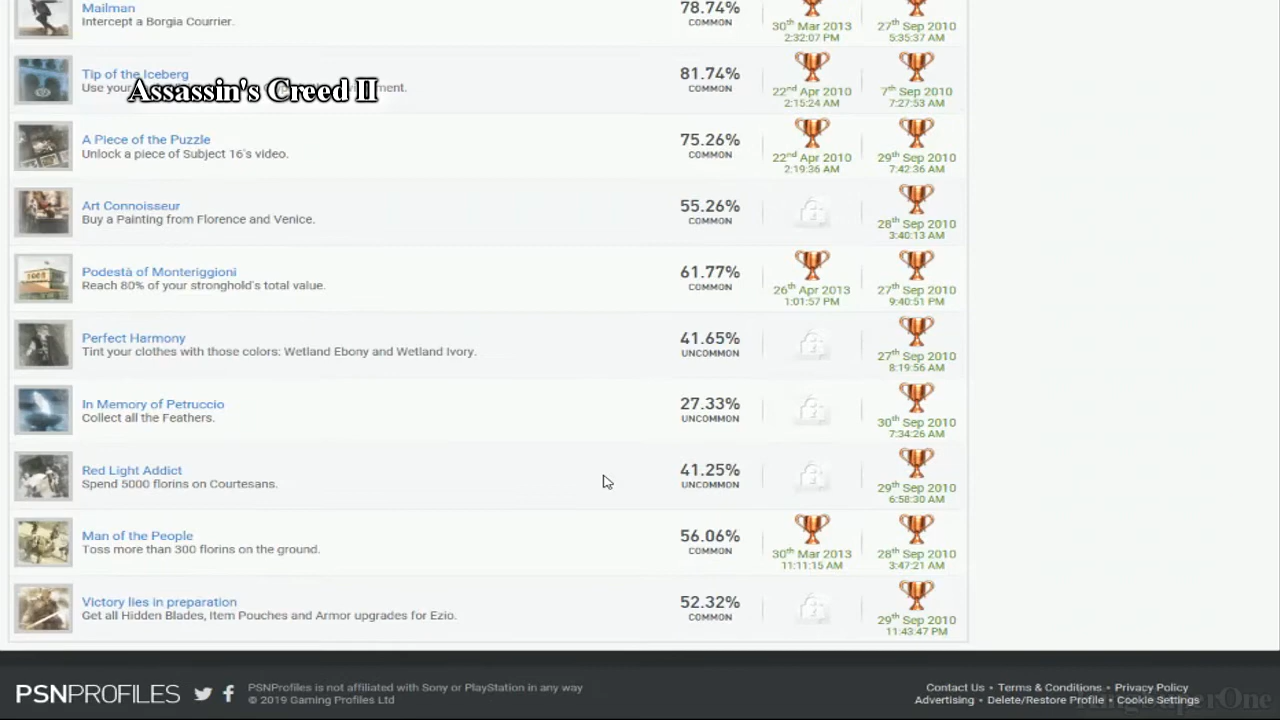 Mailman
Intercept a Borgia Courrier.
78.74%
COMMON
30th Mar 2013
2:32:07 PM
27th Sep 2010
5:35:37 AM
Tip of the Iceberg
Use your
Assassin's Creed II
ment.
81.74%
COMMON
22nd Apr 2010
2:15:24 AM
7th Sep 2010
7:27:53 AM
A Piece of the Puzzle
Unlock a piece of Subject 16's video.
75.26%
COMMON
22nd Apr 2010
2:19:36 AM
29th Sep 2010
7:42:36 AM
Art Connoisseur
Buy a Painting from Florence and Venice.
55.26%
COMMON
28th Sep 2010
3:40:13 AM
Podestà of Monteriggioni
Reach 80% of your stronghold's total value.
61.77%
COMMON
26th Apr 2013
1:01:57 PM
27th Sep 2010
9:40:51 PM
Perfect Harmony
Tint your clothes with those colors: Wetland Ebony and Wetland Ivory.
41.65%
UNCOMMON
27th Sep 2010
8:19:56 AM
In Memory of Petruccio
Collect all the Feathers.
27.33%
UNCOMMON
30th Sep 2010
7:34:26 AM
Red Light Addict
Spend 5000 florins on Courtesans.
41.25%
UNCOMMON
29th Sep 2010
6:58:30 AM
Man of the People
Toss more than 300 florins on the ground.
56.06%
COMMON
30th Mar 2013
11:11:15 AM
28th Sep 2010
3:47:21 AM
Victory lies in preparation
Get all Hidden Blades, Item Pouches and Armor upgrades for Ezio.
52.32%
COMMON
29th Sep 2010
11:43:47 PM
PSNPROFILES
PSNProfiles is not affiliated with Sony or PlayStation in any way
© 2019 Gaming Profiles Ltd
Contact Us • Terms & Conditions • Privacy Policy
Advertising • Delete/Restore Profile • Cookie Settings